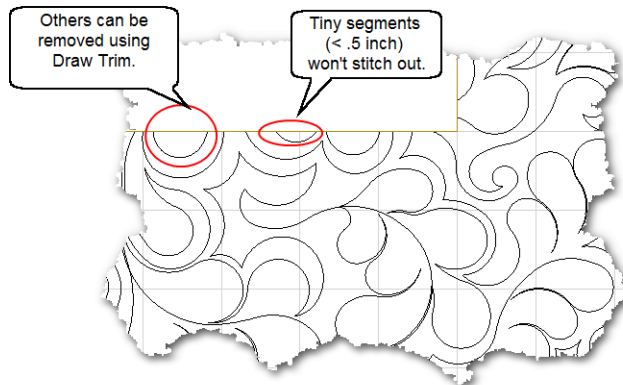 Others can be
removed using
Draw Trim.
Tiny segments
(< .5 inch)
won't stitch out.